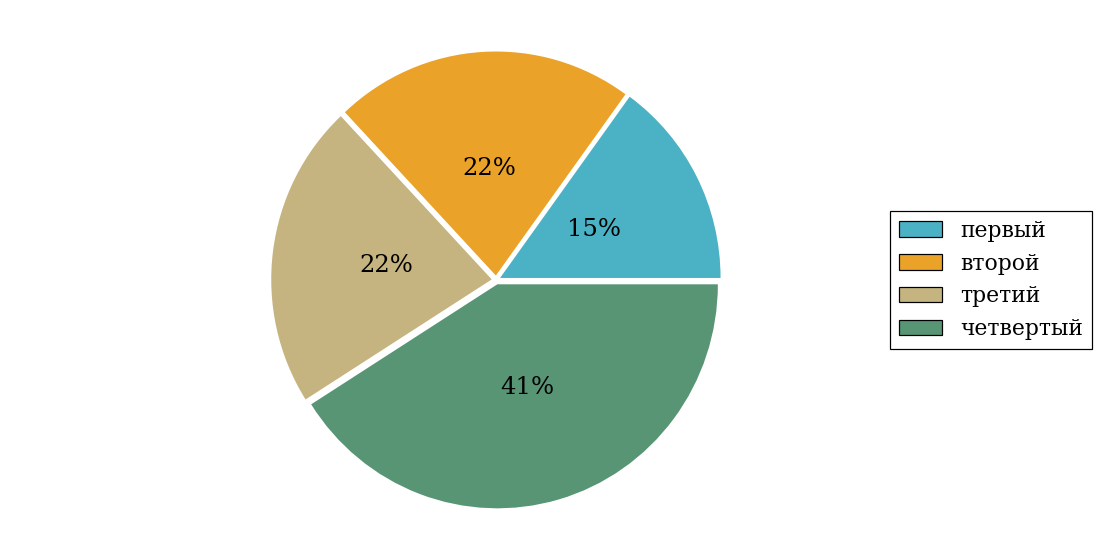 22%
15%
22%
41%
первый
второй
третий
четвертый